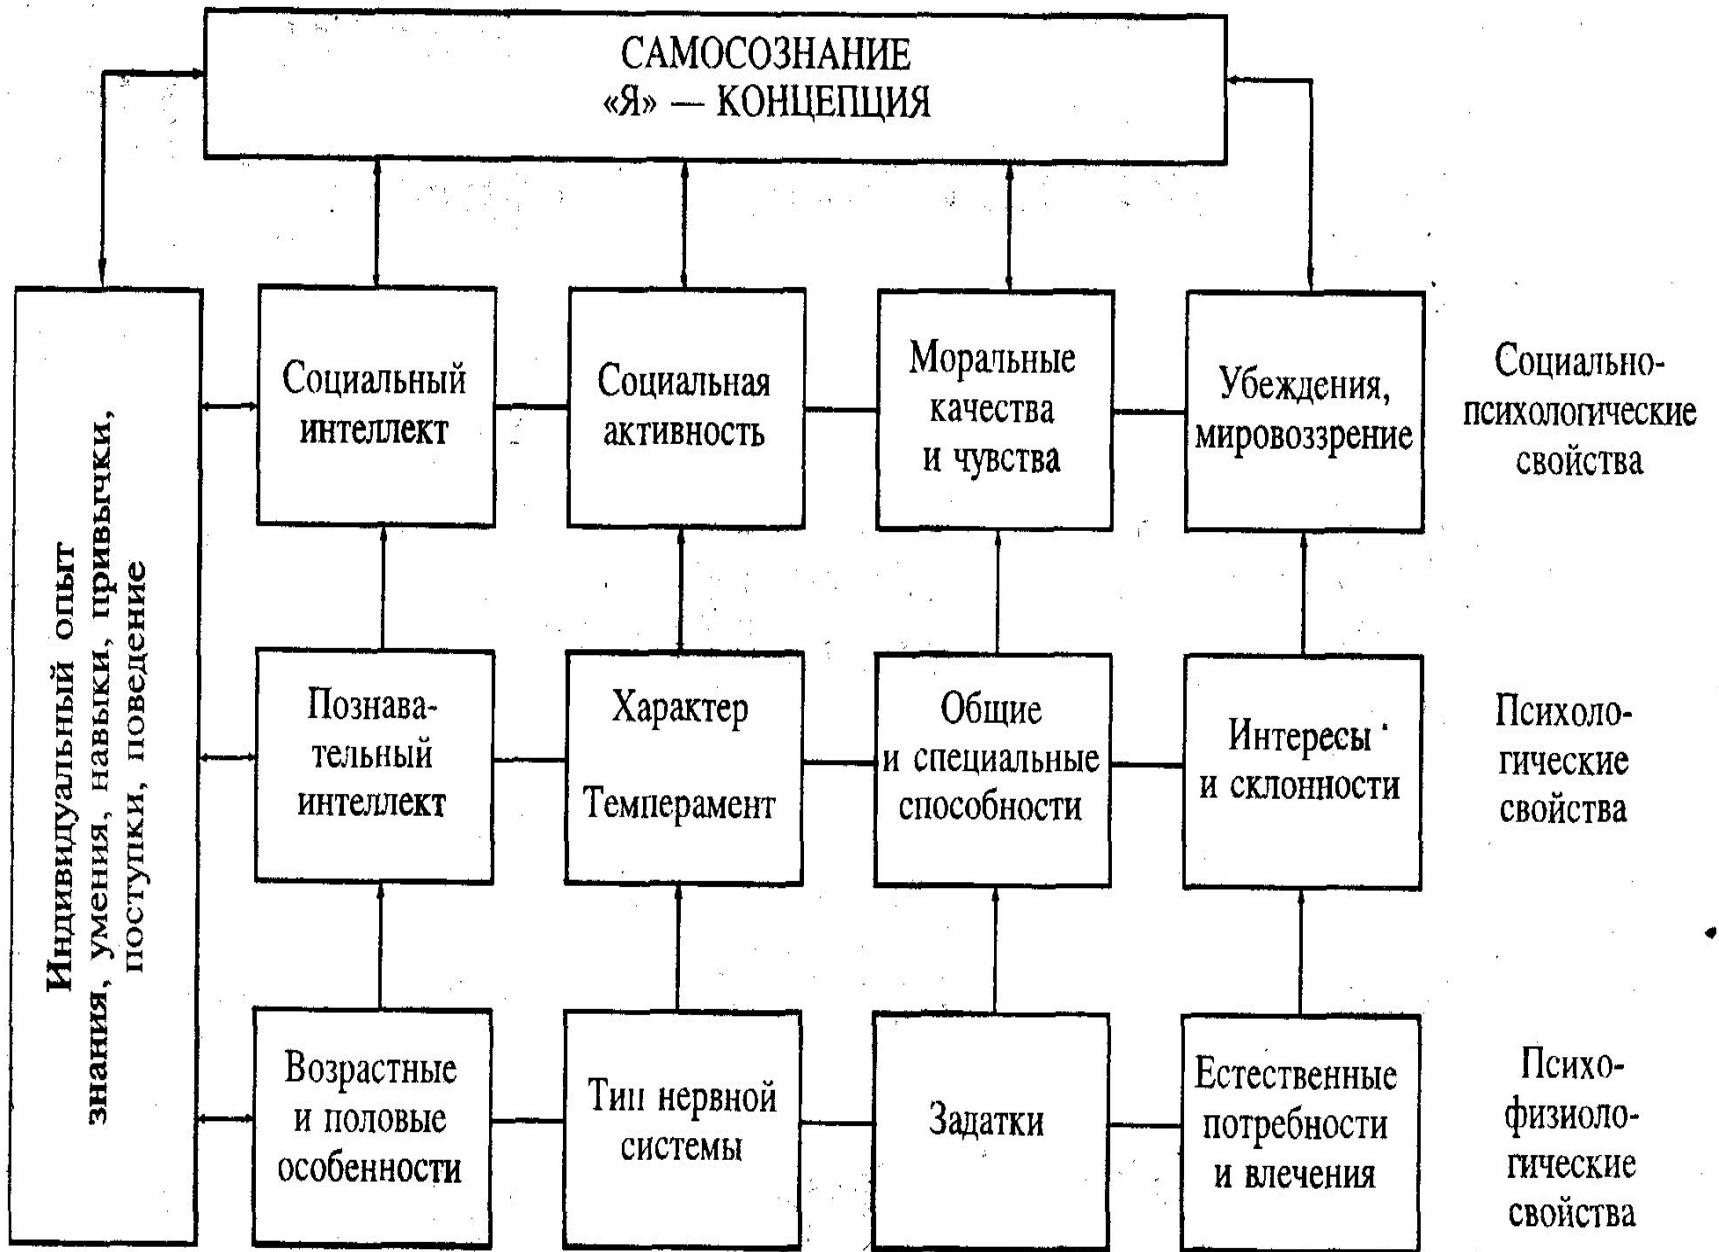 САМОСОЗНАНИЕ
«Я» — КОНЦЕПЦИЯ
Индивидуальный опыт
знания, умения, навыки, привычки,
поступки, поведение
Социальный
интеллект
Социальная
активность
Моральные
качества
и чувства
Убеждения,
мировоззрение
Социально-
психологические
свойства
Познава-
тельный
интеллект
Характер
Темперамент
Общие
и специальные
способности
Интересы
и склонности
Психоло-
гические
свойства
Возрастные
и половые
особенности
Тип нервной
системы
Задатки
Естественные
потребности
и влечения
Психо-
физиоло-
гические
свойства